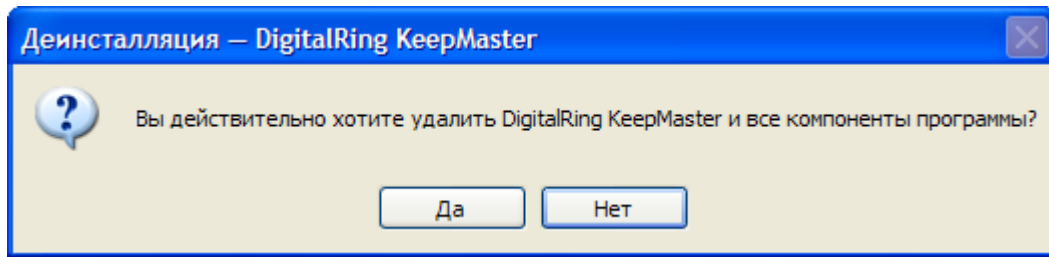 Деинсталляция — DigitalRing KeepMaster
Вы действительно хотите удалить DigitalRing KeepMaster и все компоненты программы?
Да
Нет